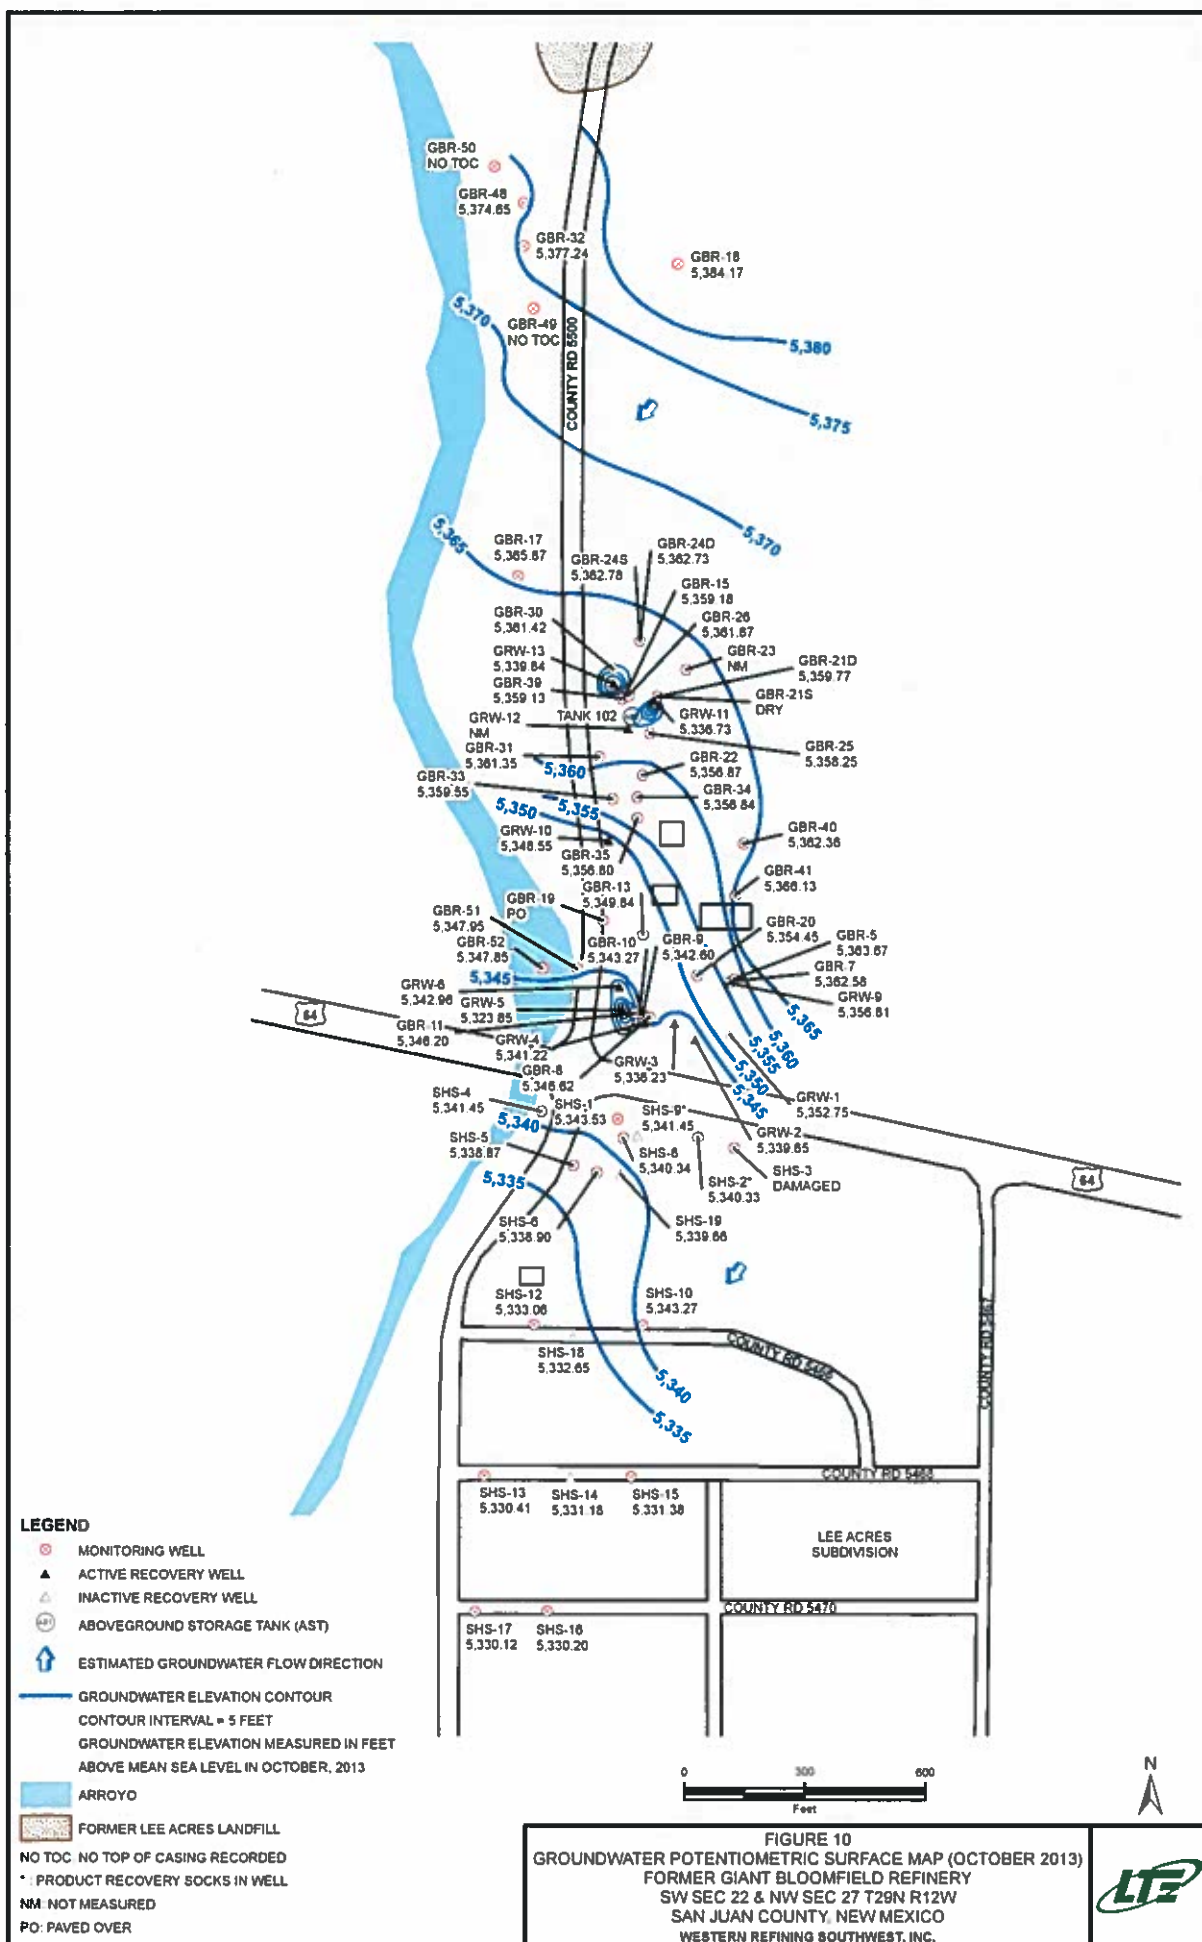 GBR-50
NO TOC
GBR-48
5,374.65
GBR-32
5,377.24
GBR-18
5,384.17
5,370
GBR-49
NO TOC
COUNTY RD 5500
5,380
5,375
5,370
5,365
GBR-17
5,365.87
GBR-24D
5,362.73
GBR-24S
5,362.78
GBR-15
5,359.18
GBR-30
5,361.42
GBR-26
5,361.87
GRW-13
5,339.84
GBR-23
NM
GBR-21D
5,359.77
GBR-39
5,359.13
GBR-21S
DRY
GRW-12
NM
TANK 102
GRW-11
5,336.73
GBR-31
5,361.35
GBR-25
5,358.25
5,360
GBR-22
5,356.87
GBR-33
5,359.55
GBR-34
5,356.84
5,350
5,355
GRW-10
5,348.55
GBR-35
5,356.80
GBR-40
5,362.36
GBR-41
5,366.13
GBR-13
5,349.84
GBR-19
PO
GBR-51
5,347.95
GBR-20
5,354.45
GBR-52
5,347.85
GBR-10
5,343.27
GBR-9
5,342.60
GBR-5
5,363.67
GBR-7
5,362.58
5,345
GRW-6
5,342.96
GRW-9
5,356.81
GRW-5
5,323.85
64
GBR-11
5,346.20
GRW-4
5,341.22
5,365
5,360
5,355
5,350
5,345
GBR-8
5,346.62
GRW-3
5,336.23
SHS-4
5,341.45
SHS-1
5,343.53
GRW-1
5,352.75
5,340
SHS-9*
5,341.45
GRW-2
5,339.65
SHS-5
5,338.87
SHS-8
5,340.34
SHS-3
DAMAGED
5,335
SHS-2*
5,340.33
64
SHS-6
5,338.90
SHS-19
5,339.66
SHS-12
5,333.06
SHS-10
5,343.27
SHS-18
5,332.65
COUNTY RD 5466
COUNTY RD 5467
5,340
5,335
COUNTY RD 5468
SHS-13
5,330.41
SHS-14
5,331.18
SHS-15
5,331.38
LEE ACRES
SUBDIVISION
COUNTY RD 5470
SHS-17
5,330.12
SHS-16
5,330.20
LEGEND
MONITORING WELL
ACTIVE RECOVERY WELL
INACTIVE RECOVERY WELL
AST ABOVEGROUND STORAGE TANK (AST)
ESTIMATED GROUNDWATER FLOW DIRECTION
GROUNDWATER ELEVATION CONTOUR
CONTOUR INTERVAL = 5 FEET
GROUNDWATER ELEVATION MEASURED IN FEET
ABOVE MEAN SEA LEVEL IN OCTOBER, 2013
ARROYO
FORMER LEE ACRES LANDFILL
NO TOC: NO TOP OF CASING RECORDED
* : PRODUCT RECOVERY SOCKS IN WELL
NM: NOT MEASURED
PO: PAVED OVER
0 300 600
Feet
N
FIGURE 10
GROUNDWATER POTENTIOMETRIC SURFACE MAP (OCTOBER 2013)
FORMER GIANT BLOOMFIELD REFINERY
SW SEC 22 & NW SEC 27 T29N R12W
SAN JUAN COUNTY, NEW MEXICO
WESTERN REFINING SOUTHWEST, INC.
LTE